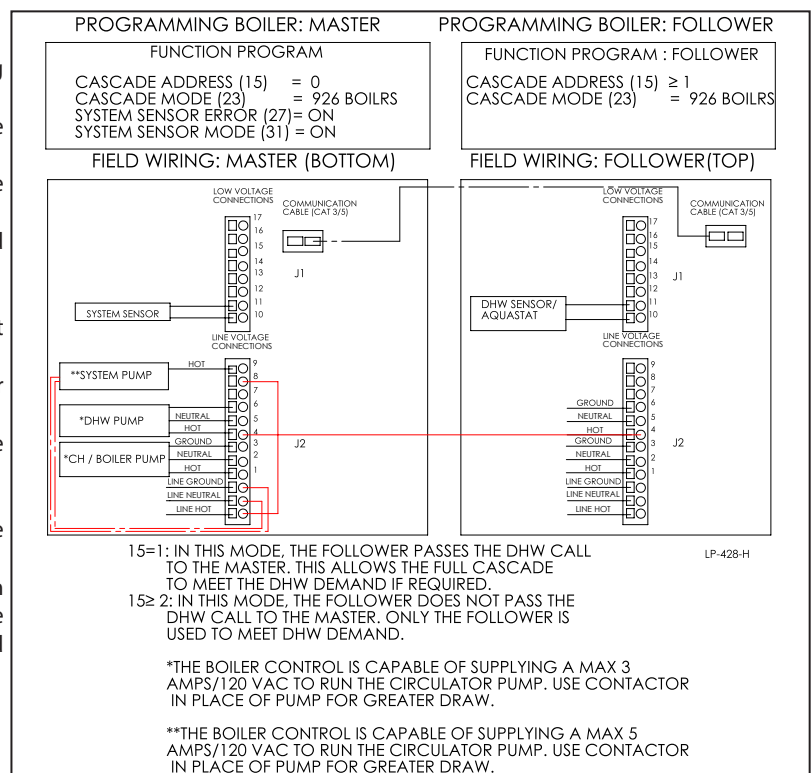 PROGRAMMING BOILER: MASTER
FUNCTION PROGRAM
CASCADE ADDRESS (15) = 0
CASCADE MODE (23) = 926 BOILRS
SYSTEM SENSOR ERROR (27)= ON
SYSTEM SENSOR MODE (31) = ON
PROGRAMMING BOILER: FOLLOWER
FUNCTION PROGRAM : FOLLOWER
CASCADE ADDRESS (15) ≥ 1
CASCADE MODE (23) = 926 BOILRS
FIELD WIRING: MASTER (BOTTOM)
LOW VOLTAGE
CONNECTIONS
COMMUNICATION
CABLE (CAT 3/5)
17
16
15
14
13
12
11
10
J1
SYSTEM SENSOR
LINE VOLTAGE
CONNECTIONS
**SYSTEM PUMP
HOT
*DHW PUMP
NEUTRAL
HOT
GROUND
*CH / BOILER PUMP
NEUTRAL
HOT
LINE GROUND
LINE NEUTRAL
LINE HOT
9
8
7
6
5
4
3
2
1
J2
FIELD WIRING: FOLLOWER(TOP)
LOW VOLTAGE
CONNECTIONS
COMMUNICATION
CABLE (CAT 3/5)
17
16
15
14
13
12
11
10
J1
DHW SENSOR/
AQUASTAT
LINE VOLTAGE
CONNECTIONS
GROUND
NEUTRAL
HOT
GROUND
NEUTRAL
HOT
LINE GROUND
LINE NEUTRAL
LINE HOT
9
8
7
6
5
4
3
2
1
J2
LP-428-H
15=1: IN THIS MODE, THE FOLLOWER PASSES THE DHW CALL
TO THE MASTER. THIS ALLOWS THE FULL CASCADE
TO MEET THE DHW DEMAND IF REQUIRED.
15≥ 2: IN THIS MODE, THE FOLLOWER DOES NOT PASS THE
DHW CALL TO THE MASTER. ONLY THE FOLLOWER IS
USED TO MEET DHW DEMAND.
*THE BOILER CONTROL IS CAPABLE OF SUPPLYING A MAX 3
AMPS/120 VAC TO RUN THE CIRCULATOR PUMP. USE CONTACTOR
IN PLACE OF PUMP FOR GREATER DRAW.
**THE BOILER CONTROL IS CAPABLE OF SUPPLYING A MAX 5
AMPS/120 VAC TO RUN THE CIRCULATOR PUMP. USE CONTACTOR
IN PLACE OF PUMP FOR GREATER DRAW.